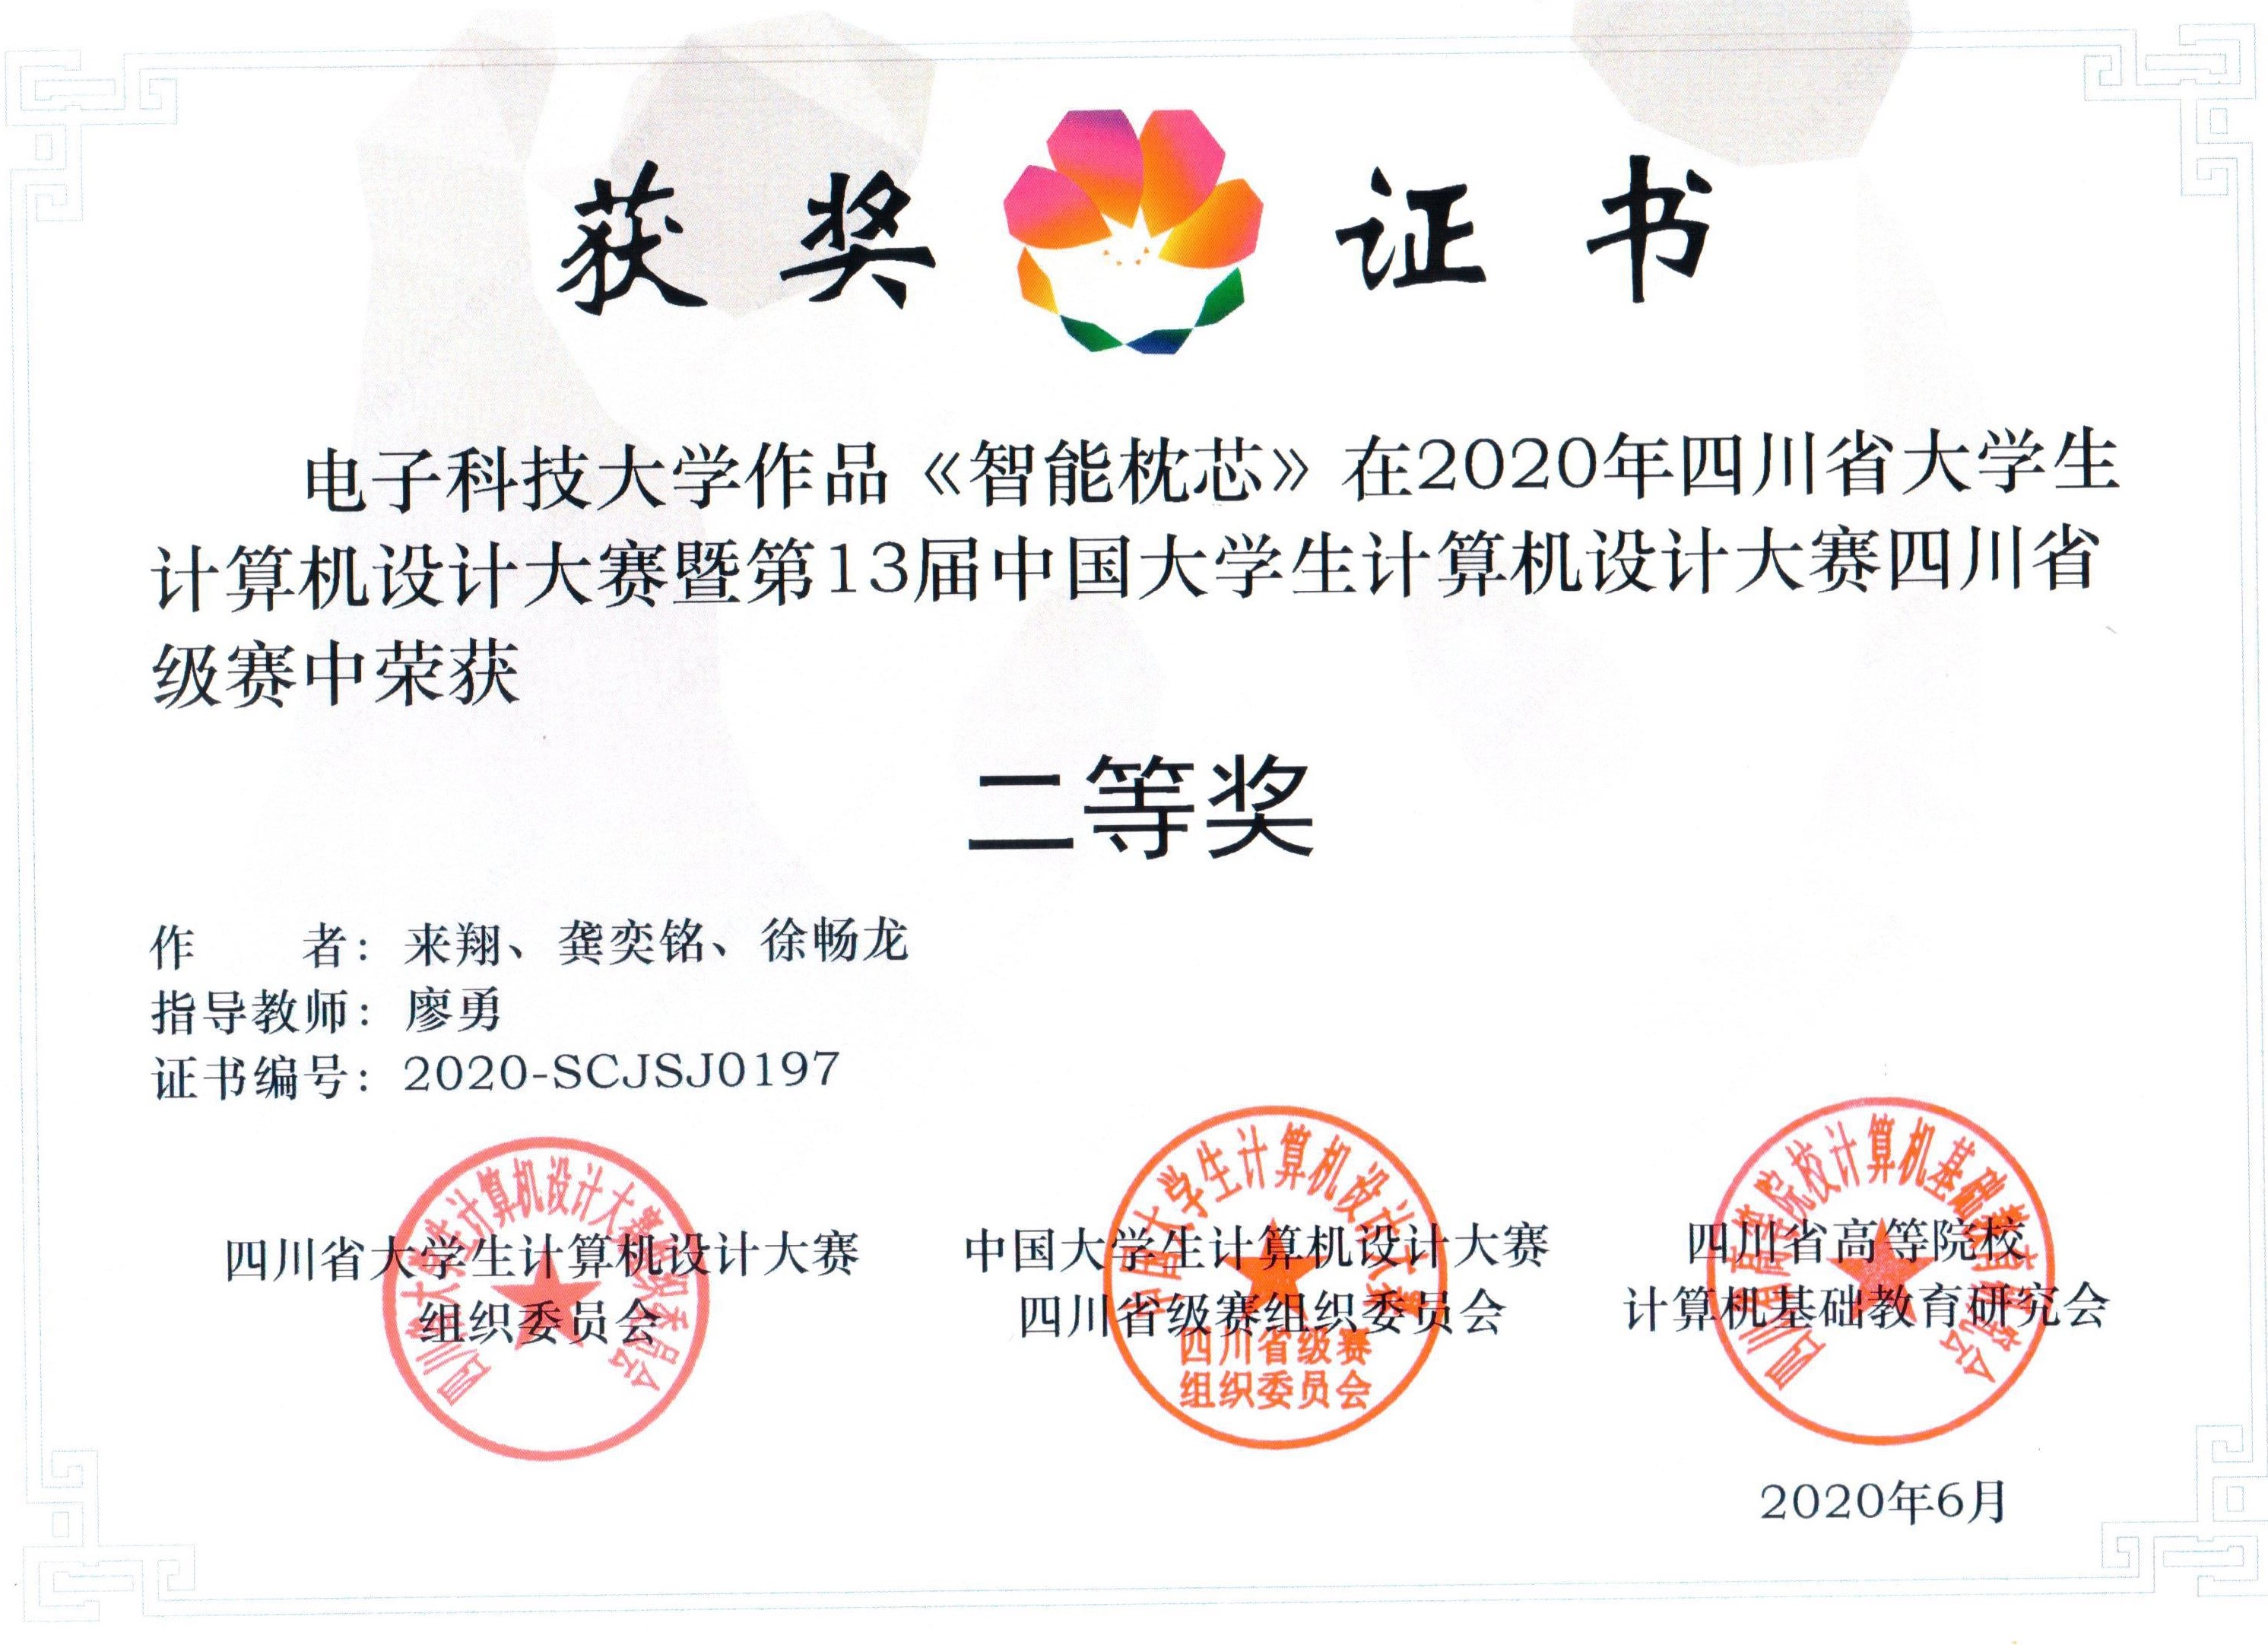 获奖证书
电子科技大学作品《智能枕芯》在2020年四川省大学生
计算机设计大赛暨第13届中国大学生计算机设计大赛四川省
级赛中荣获
二等奖
作 者：来翔、龚奕铭、徐畅龙
指导教师：廖勇
证书编号：2020-SCJSJ0197
四川省大学生计算机设计大赛
组织委员会
四川省大学生计算机设计大赛组织委员会
中国大学生计算机设计大赛
四川省级赛组织委员会
中国大学生计算机设计大赛
四川省级赛
组织委员会
四川省高等院校
计算机基础教育研究会
四川省高等院校计算机基础教育研究会
2020年6月